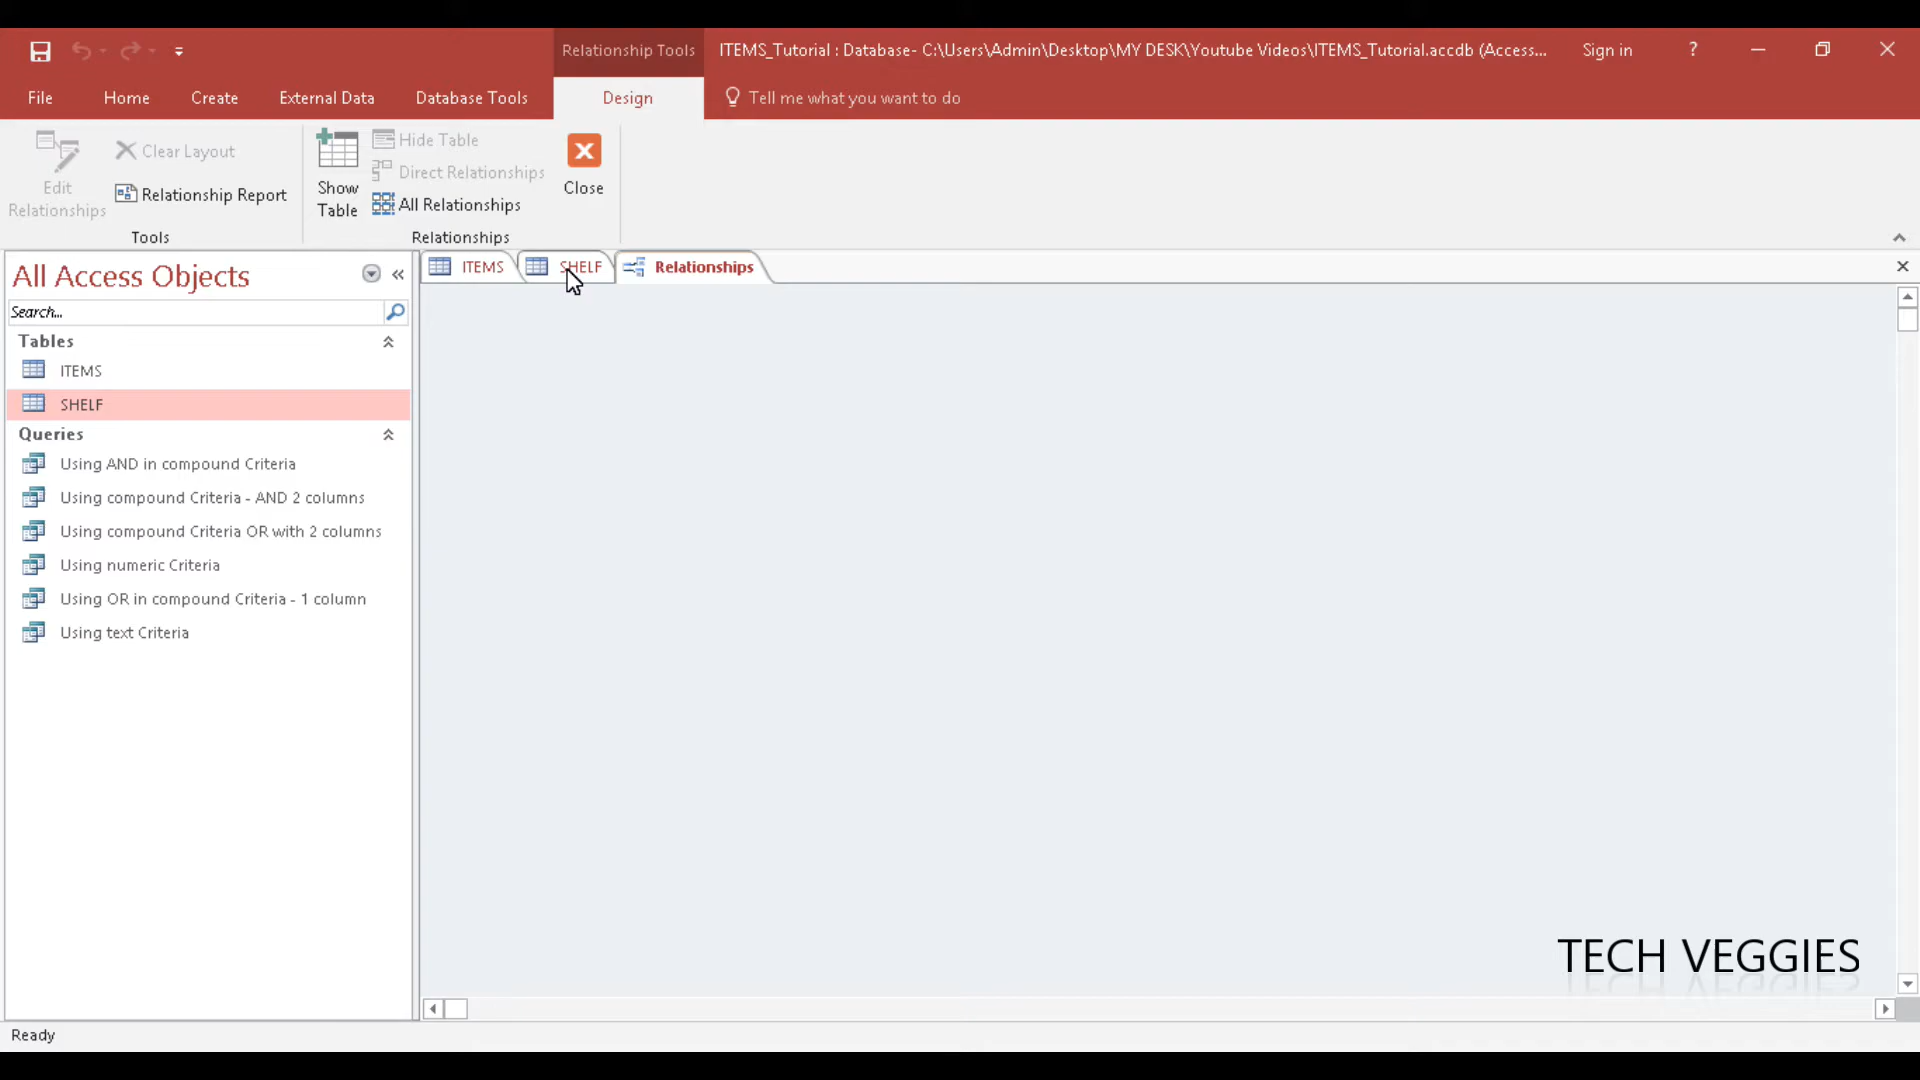 Relationship Tools
ITEMS_Tutorial : Database- C:\Users\Admin\Desktop\MY DESK\Youtube Videos\ITEMS_Tutorial.accdb (Access...
Sign in
?
File
Home
Create
External Data
Database Tools
Design
Tell me what you want to do
Edit
Relationships
Clear Layout
Relationship Report
Tools
Show
Table
Hide Table
Direct Relationships
All Relationships
Relationships
Close
All Access Objects
Search...
Tables
ITEMS
SHELF
Queries
Using AND in compound Criteria
Using compound Criteria - AND 2 columns
Using compound Criteria OR with 2 columns
Using numeric Criteria
Using OR in compound Criteria - 1 column
Using text Criteria
ITEMS
SHELF
Relationships
TECH VEGGIES
Ready